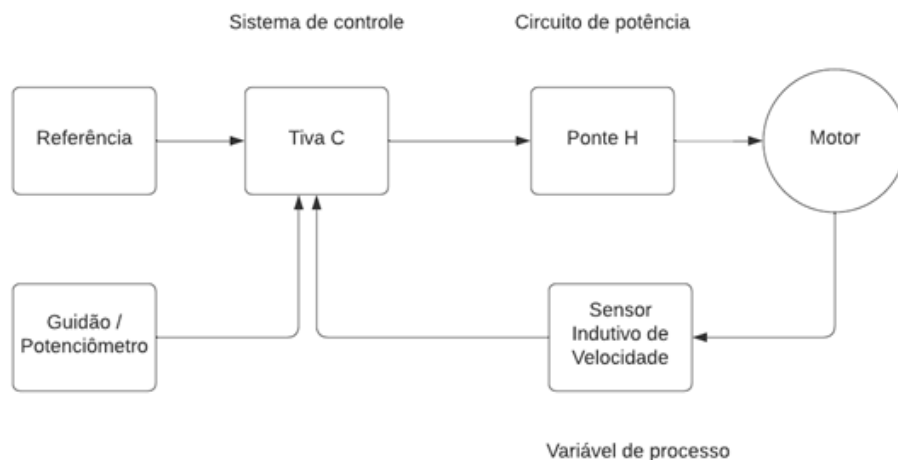 Sistema de controle
Circuito de potência
Referência
Tiva C
Ponte H
Motor
Guidão /
Potenciômetro
Sensor
Indutivo de
Velocidade
Variável de processo